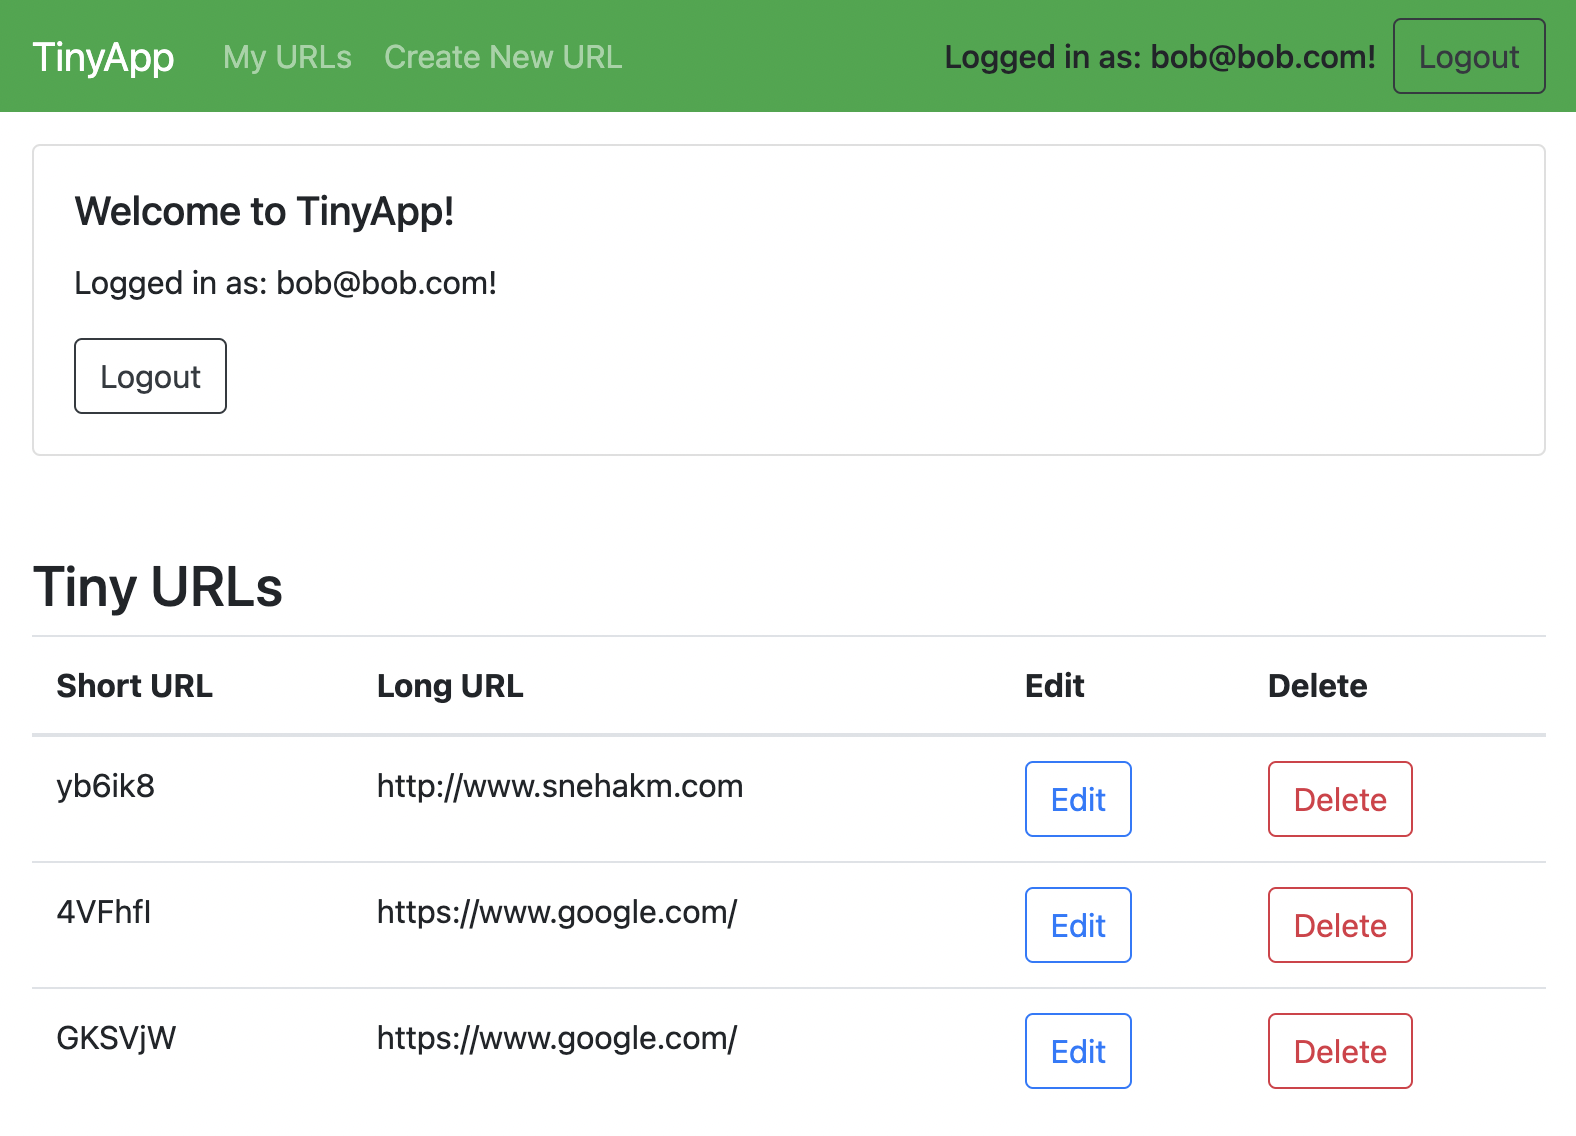 TinyApp My URLs Create New URL Logged in as: bob@bob.com! Logout
Welcome to TinyApp!
Logged in as: bob@bob.com!
Logout
Tiny URLs
Short URL Long URL Edit Delete
yb6ik8 http://www.snehakm.com Edit Delete
4VFhfI https://www.google.com/ Edit Delete
GKSVjW https://www.google.com/ Edit Delete